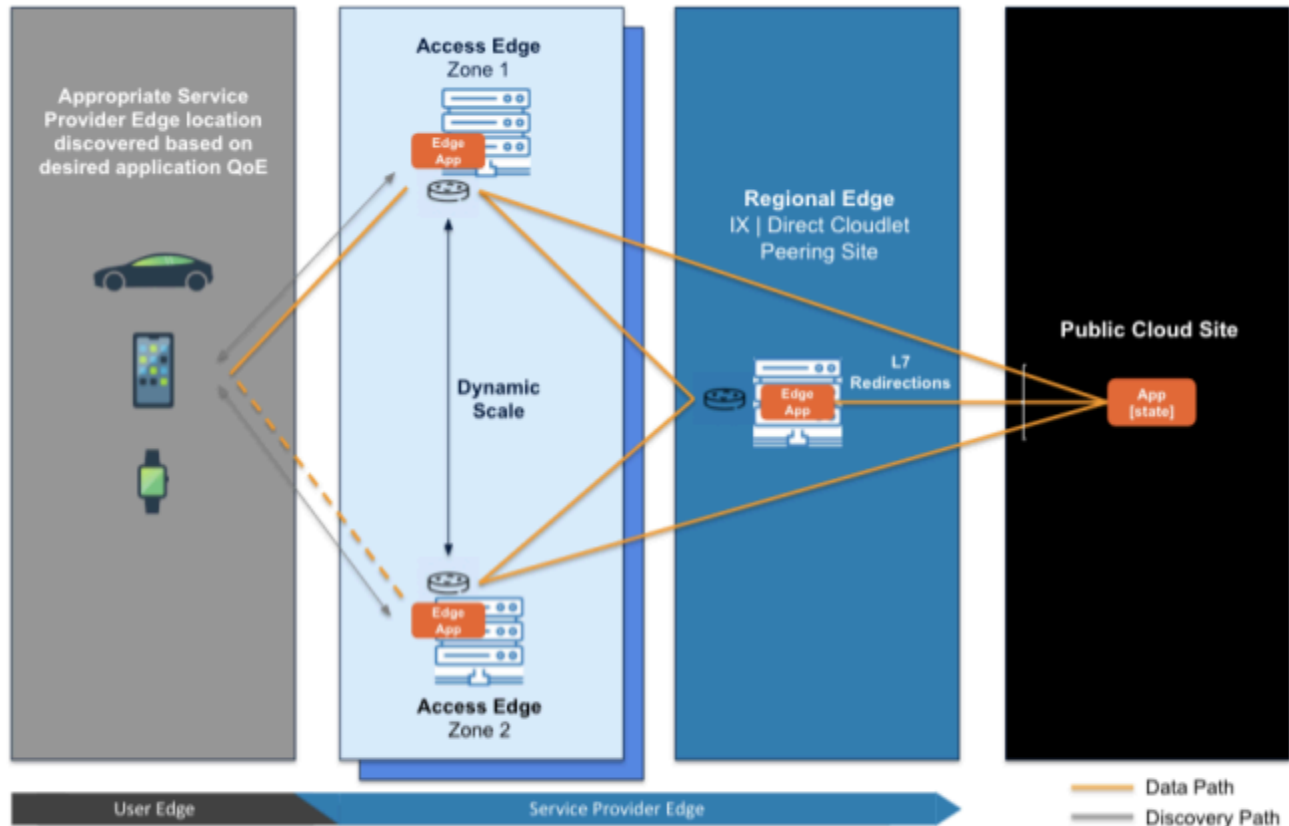 Appropriate Service
Provider Edge location
discovered based on
desired application QoE
Access Edge
Zone 1
Edge
App
Dynamic
Scale
Edge
App
Access Edge
Zone 2
Regional Edge
IX | Direct Cloudlet
Peering Site
L7
Redirections
Edge
App
Public Cloud Site
App
[state]
User Edge
Service Provider Edge
Data Path
Discovery Path